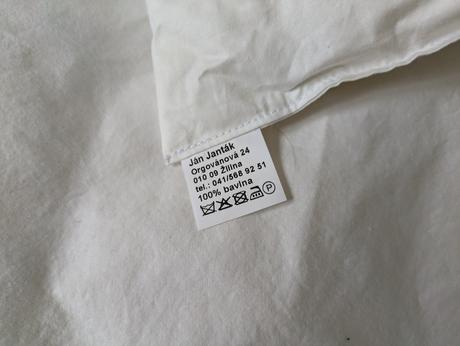 Ján Janták
Orgovánová 24
010 09 Žilina
tel.: 041/568 92 51
100% bavlna
P